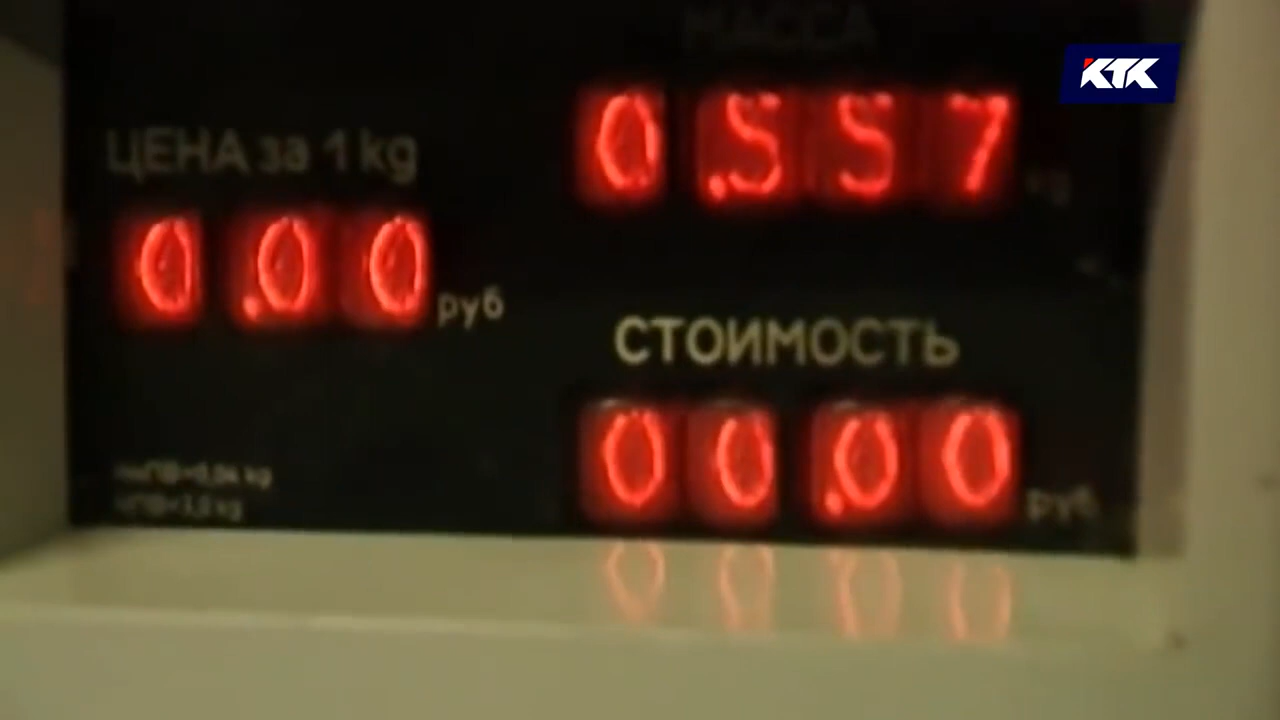 МАССА
KTK
0.557 kg
ЦЕНА за 1 kg
0.00 руб
СТОИМОСТЬ
00.00 руб